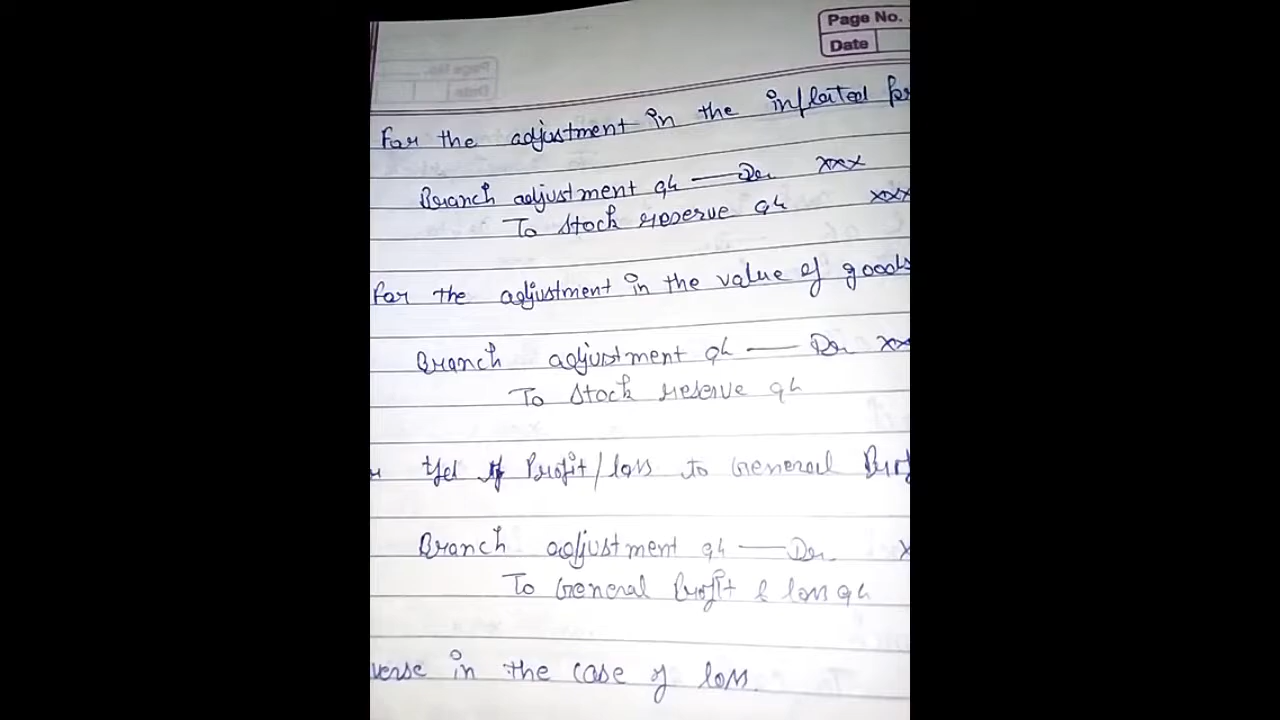 Page No.
Date
For the adjustment in the inflated
Branch adjustment a/c — Dr xxx
To Stock reserve a/c xxx
For the adjustment in the value of goods
Branch adjustment a/c — Dr xx
To Stock reserve a/c
Profit/loss to General
Branch adjustment a/c — Dr x
To General Profit & loss a/c
verse in the case of loss.